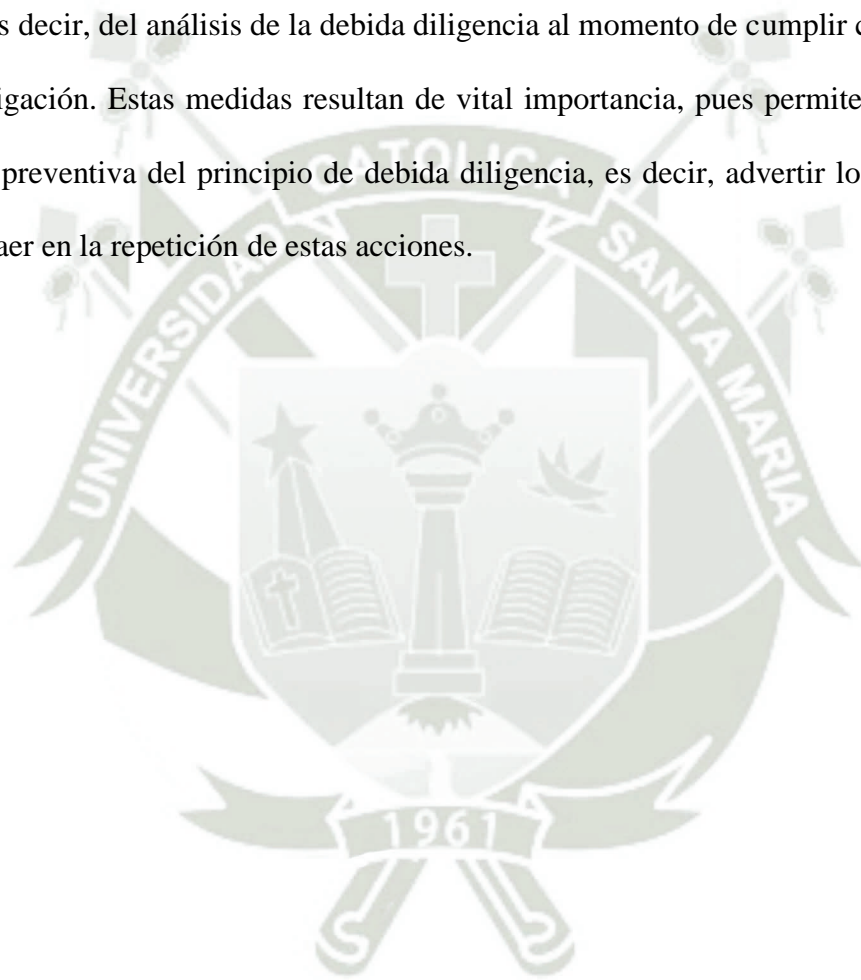 s decir, del análisis de la debida diligencia al momento de cumplir c
igación. Estas medidas resultan de vital importancia, pues permite
preventiva del principio de debida diligencia, es decir, advertir lo
aer en la repetición de estas acciones.
UNIVERSIDAD CATOLICA SANTA MARIA
1961